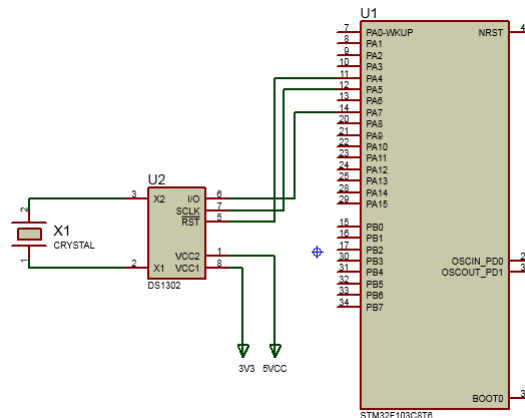 U1
7 PA0-WKUP NRST 4
8 PA1
9 PA2
10 PA3
11 PA4
12 PA5
13 PA6
14 PA7
20 PA8
21 PA9
22 PA10
23 PA11
24 PA12
25 PA13
28 PA14
29 PA15
15 PB0
16 PB1
17 PB2
30 PB3 OSCIN_PD0 2
31 PB4 OSCOUT_PD1 3
32 PB5
33 PB6
34 PB7
BOOT0 3
STM32F103C8T6
U2
3 X2 I/O 6
SCLK 7
RST 5
VCC2 1
2 X1 VCC1 8
DS1302
2
X1
CRYSTAL
1
3V3 5VCC